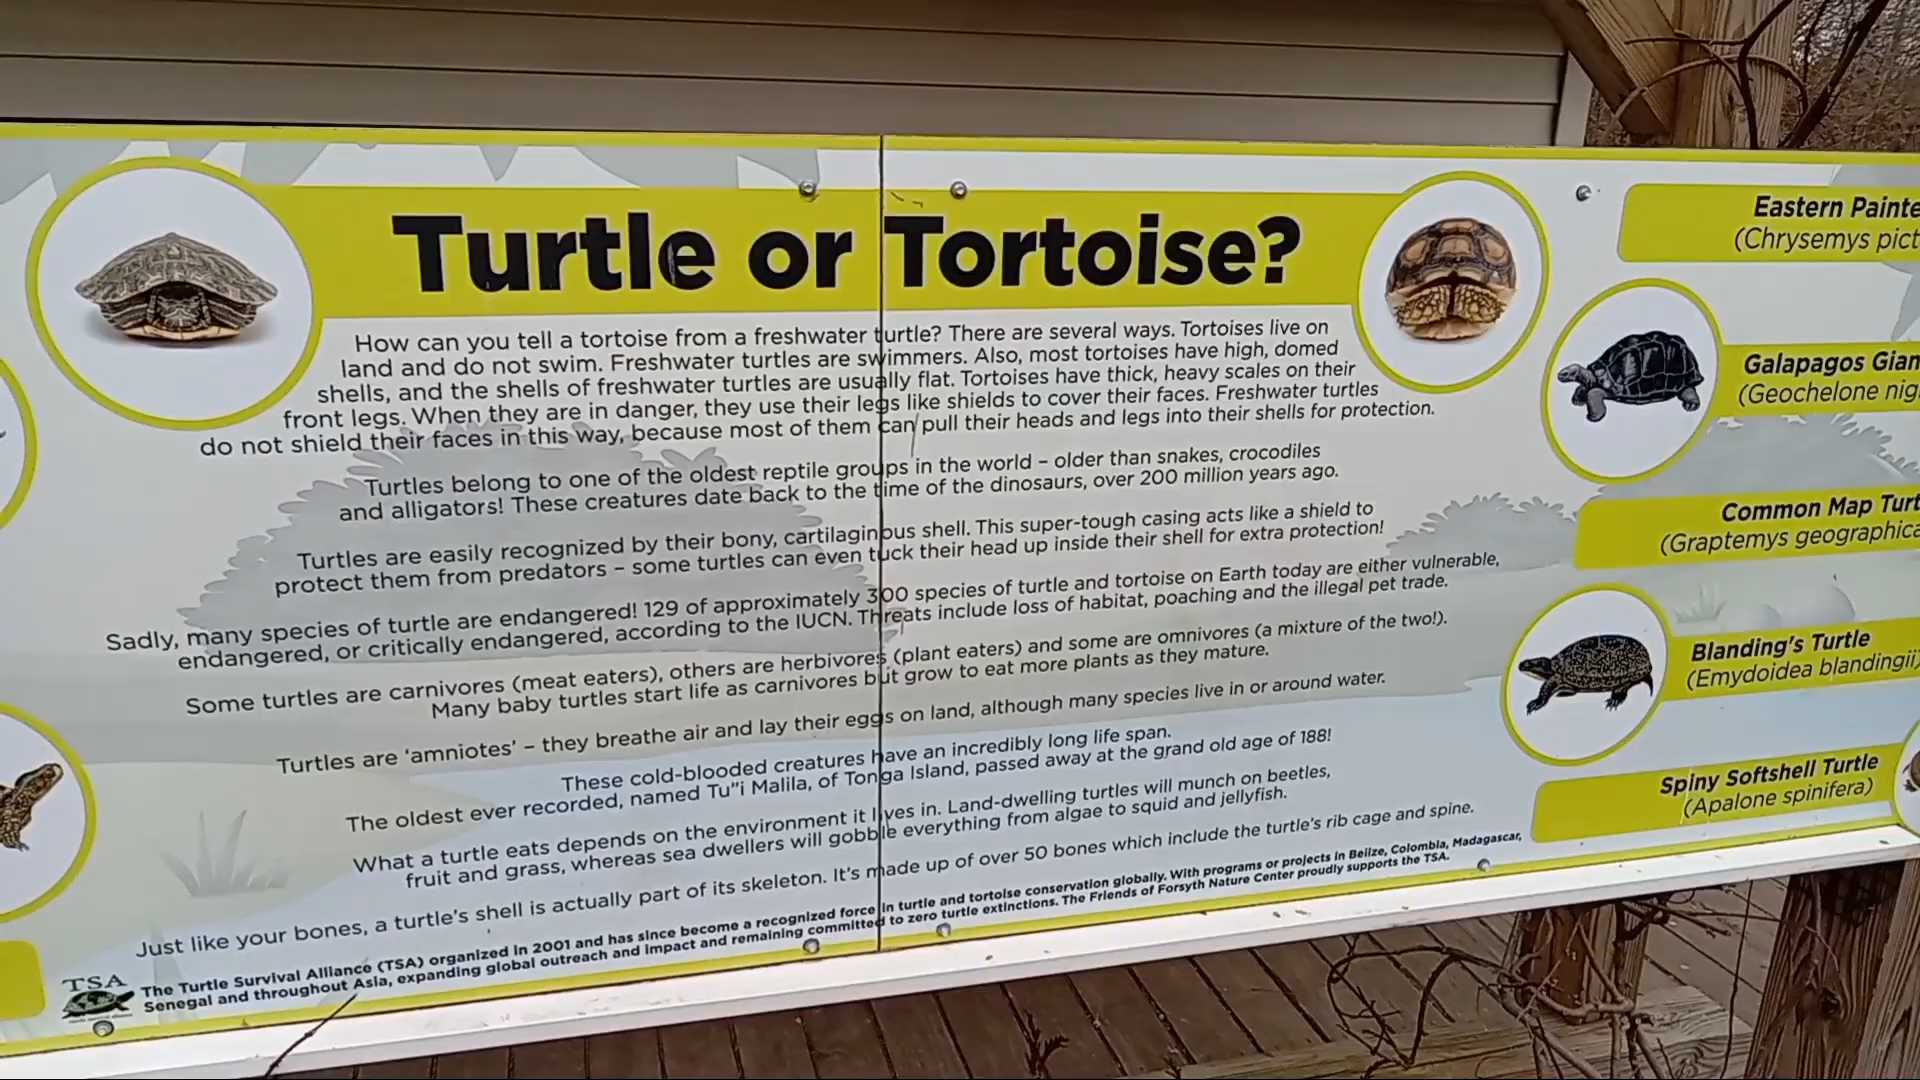 Turtle or Tortoise?
How can you tell a tortoise from a freshwater turtle? There are several ways. Tortoises live on
land and do not swim. Freshwater turtles are swimmers. Also, most tortoises have high, domed
shells, and the shells of freshwater turtles are usually flat. Tortoises have thick, heavy scales on their
front legs. When they are in danger, they use their legs like shields to cover their faces. Freshwater turtles
do not shield their faces in this way, because most of them can pull their heads and legs into their shells for protection.
Turtles belong to one of the oldest reptile groups in the world – older than snakes, crocodiles
and alligators! These creatures date back to the time of the dinosaurs, over 200 million years ago.
Turtles are easily recognized by their bony, cartilaginous shell. This super-tough casing acts like a shield to
protect them from predators – some turtles can even tuck their head up inside their shell for extra protection!
Sadly, many species of turtle are endangered! 129 of approximately 300 species of turtle and tortoise on Earth today are either vulnerable,
endangered, or critically endangered, according to the IUCN. Threats include loss of habitat, poaching and the illegal pet trade.
Some turtles are carnivores (meat eaters), others are herbivores (plant eaters) and some are omnivores (a mixture of the two!).
Many baby turtles start life as carnivores but grow to eat more plants as they mature.
Turtles are 'amniotes' – they breathe air and lay their eggs on land, although many species live in or around water.
These cold-blooded creatures have an incredibly long life span.
The oldest ever recorded, named Tu"i Malila, of Tonga Island, passed away at the grand old age of 188!
What a turtle eats depends on the environment it lives in. Land-dwelling turtles will munch on beetles,
fruit and grass, whereas sea dwellers will gobble everything from algae to squid and jellyfish.
Just like your bones, a turtle's shell is actually part of its skeleton. It's made up of over 50 bones which include the turtle's rib cage and spine.
TSA
The Turtle Survival Alliance (TSA) organized in 2001 and has since become a recognized force in turtle and tortoise conservation globally. With programs or projects in Belize, Colombia, Madagascar,
Senegal and throughout Asia, expanding global outreach and impact and remaining committed to zero turtle extinctions. The Friends of Forsyth Nature Center proudly supports the TSA.
Eastern Painte
(Chrysemys pict
Galapagos Gian
(Geochelone nig
Common Map Turt
(Graptemys geographica
Blanding's Turtle
(Emydoidea blandingii)
Spiny Softshell Turtle
(Apalone spinifera)